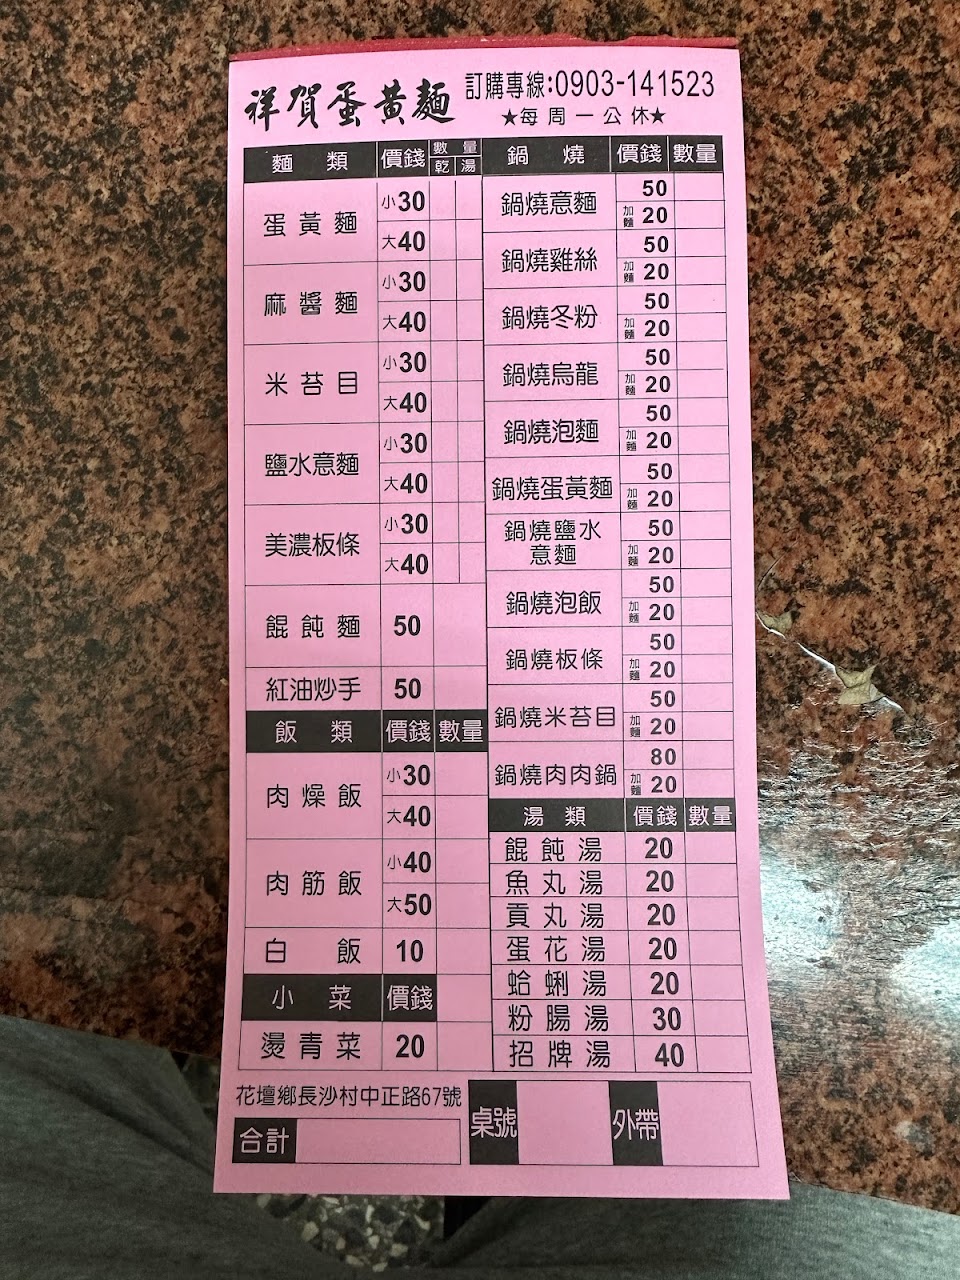 祥賀蛋黃麵
訂購專線:0903-141523
★每周一公休★
麵類 價錢 數量 乾 湯
蛋黃麵 小30
大40
麻醬麵 小30
大40
米苔目 小30
大40
鹽水意麵 小30
大40
美濃板條 小30
大40
餛飩麵 50
紅油炒手 50
飯類 價錢 數量
肉燥飯 小30
大40
肉筋飯 小40
大50
白飯 10
小菜 價錢
燙青菜 20
鍋燒 價錢 數量
鍋燒意麵 50
加麵 20
鍋燒雞絲 50
加麵 20
鍋燒冬粉 50
加麵 20
鍋燒烏龍 50
加麵 20
鍋燒泡麵 50
加麵 20
鍋燒蛋黃麵 50
加麵 20
鍋燒鹽水
意麵 50
加麵 20
鍋燒泡飯 50
加麵 20
鍋燒板條 50
加麵 20
鍋燒米苔目 50
加麵 20
鍋燒肉肉鍋 80
加麵 20
湯類 價錢 數量
餛飩湯 20
魚丸湯 20
貢丸湯 20
蛋花湯 20
蛤蜊湯 20
粉腸湯 30
招牌湯 40
花壇鄉長沙村中正路67號
合計
桌號
外帶